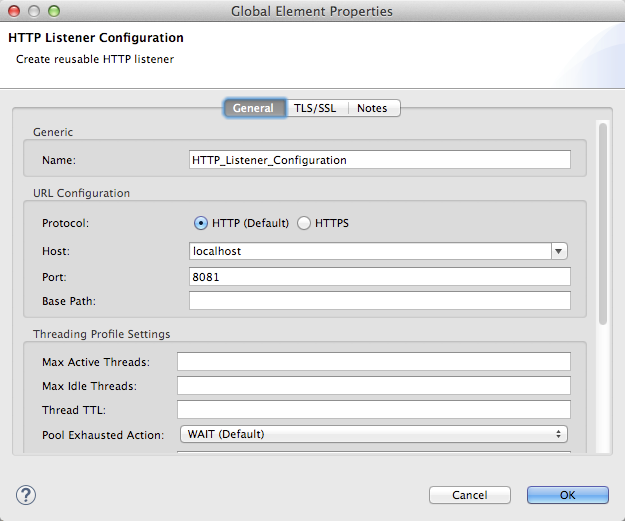 Global Element Properties
HTTP Listener Configuration
Create reusable HTTP listener
General TLS/SSL Notes
Generic
Name: HTTP_Listener_Configuration
URL Configuration
Protocol: HTTP (Default) HTTPS
Host: localhost
Port: 8081
Base Path:
Threading Profile Settings
Max Active Threads:
Max Idle Threads:
Thread TTL:
Pool Exhausted Action: WAIT (Default)
? Cancel OK